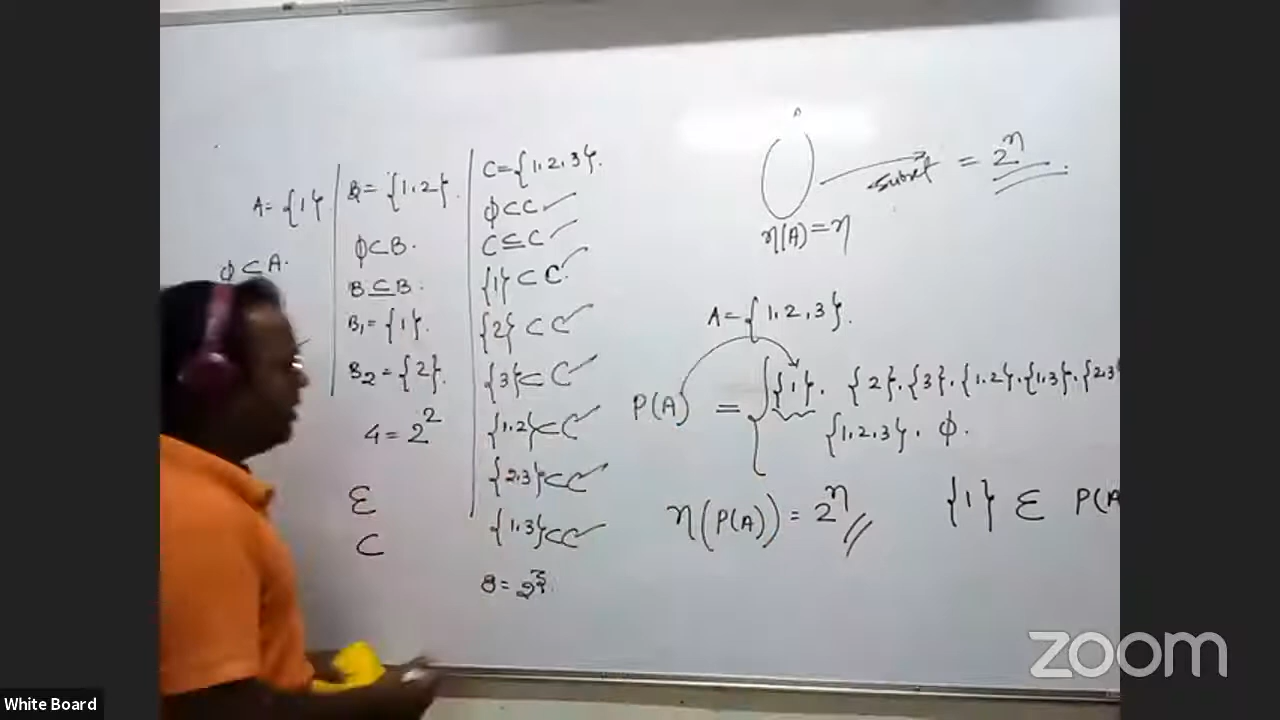 A = {1}
ϕ ⊂ A.
B = {1, 2}.
ϕ ⊂ B.
B ⊆ B.
B₁ = {1}.
B₂ = {2}.
4 = 2²
Ɛ
⊂
C = {1, 2, 3}.
ϕ ⊂ C ✓
C ⊆ C ✓
{1} ⊂ C ✓
{2} ⊂ C ✓
{3} ⊂ C ✓
{1, 2} ⊂ C ✓
{2, 3} ⊂ C ✓
{1, 3} ⊂ C ✓
8 = 2³.
A
subset = 2ⁿ
n(A) = n
A = {1, 2, 3}.
P(A) = { {1}, {2}, {3}, {1, 2}, {1, 3}, {2, 3}
{1, 2, 3}, ϕ.
n(P(A)) = 2ⁿ
{1} Ɛ P(A
zoom
White Board